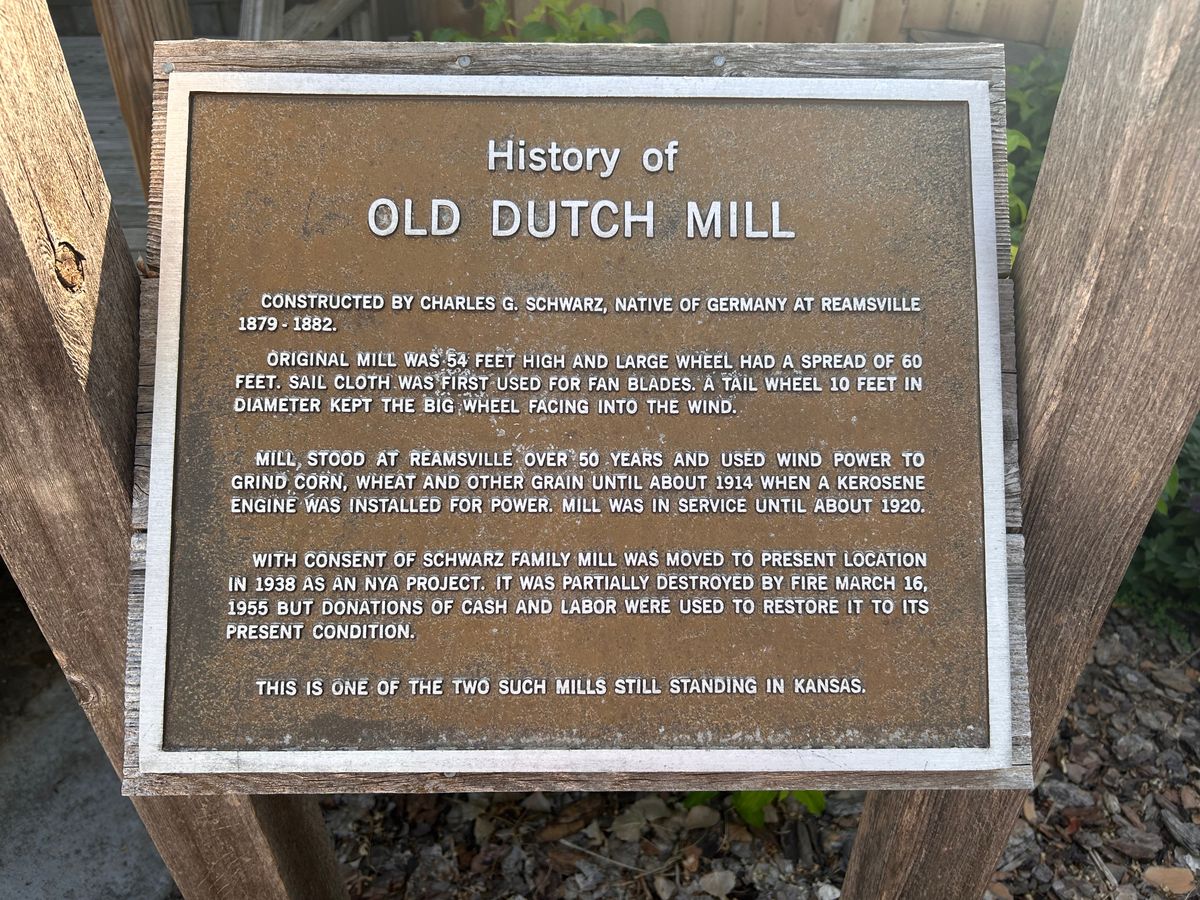 History of
OLD DUTCH MILL
CONSTRUCTED BY CHARLES G. SCHWARZ, NATIVE OF GERMANY AT REAMSVILLE
1879 - 1882.
ORIGINAL MILL WAS 54 FEET HIGH AND LARGE WHEEL HAD A SPREAD OF 60
FEET. SAIL CLOTH WAS FIRST USED FOR FAN BLADES. A TAIL WHEEL 10 FEET IN
DIAMETER KEPT THE BIG WHEEL FACING INTO THE WIND.
MILL STOOD AT REAMSVILLE OVER 50 YEARS AND USED WIND POWER TO
GRIND CORN, WHEAT AND OTHER GRAIN UNTIL ABOUT 1914 WHEN A KEROSENE
ENGINE WAS INSTALLED FOR POWER. MILL WAS IN SERVICE UNTIL ABOUT 1920.
WITH CONSENT OF SCHWARZ FAMILY MILL WAS MOVED TO PRESENT LOCATION
IN 1938 AS AN NYA PROJECT. IT WAS PARTIALLY DESTROYED BY FIRE MARCH 16,
1955 BUT DONATIONS OF CASH AND LABOR WERE USED TO RESTORE IT TO ITS
PRESENT CONDITION.
THIS IS ONE OF THE TWO SUCH MILLS STILL STANDING IN KANSAS.